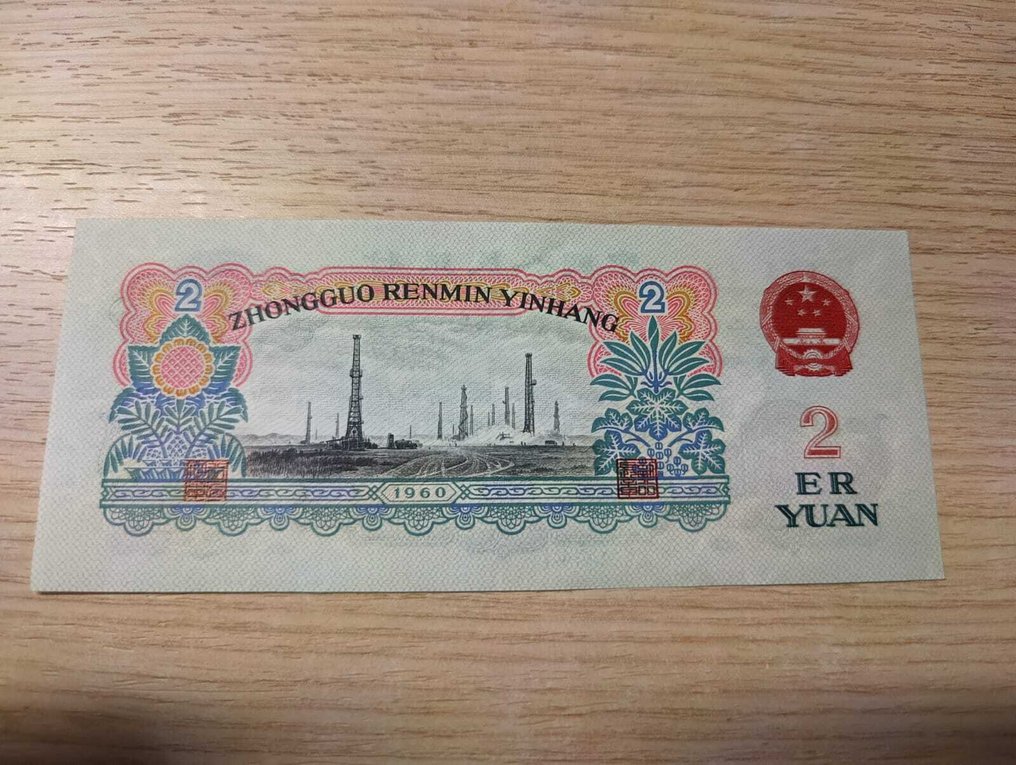 2
2
ZHONGGUO RENMIN YINHANG
1960
2
ER
YUAN